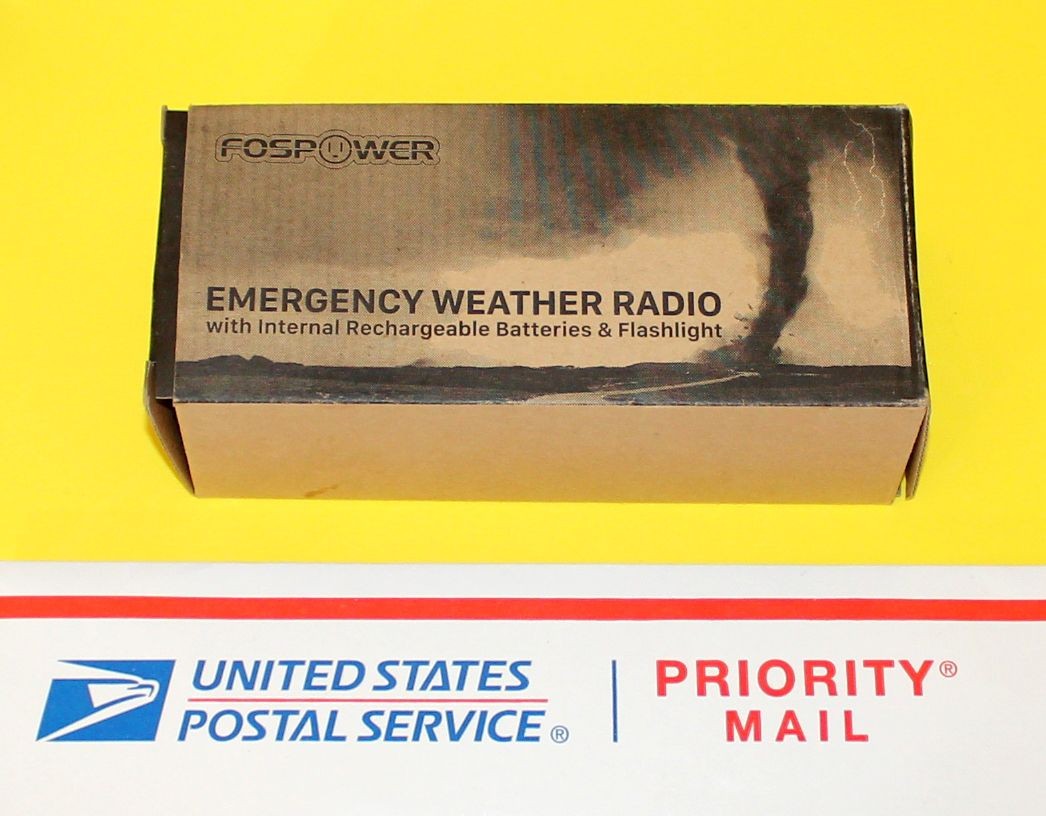 FOSPOWER
EMERGENCY WEATHER RADIO
with Internal Rechargeable Batteries & Flashlight
UNITED STATES
POSTAL SERVICE®
PRIORITY®
MAIL